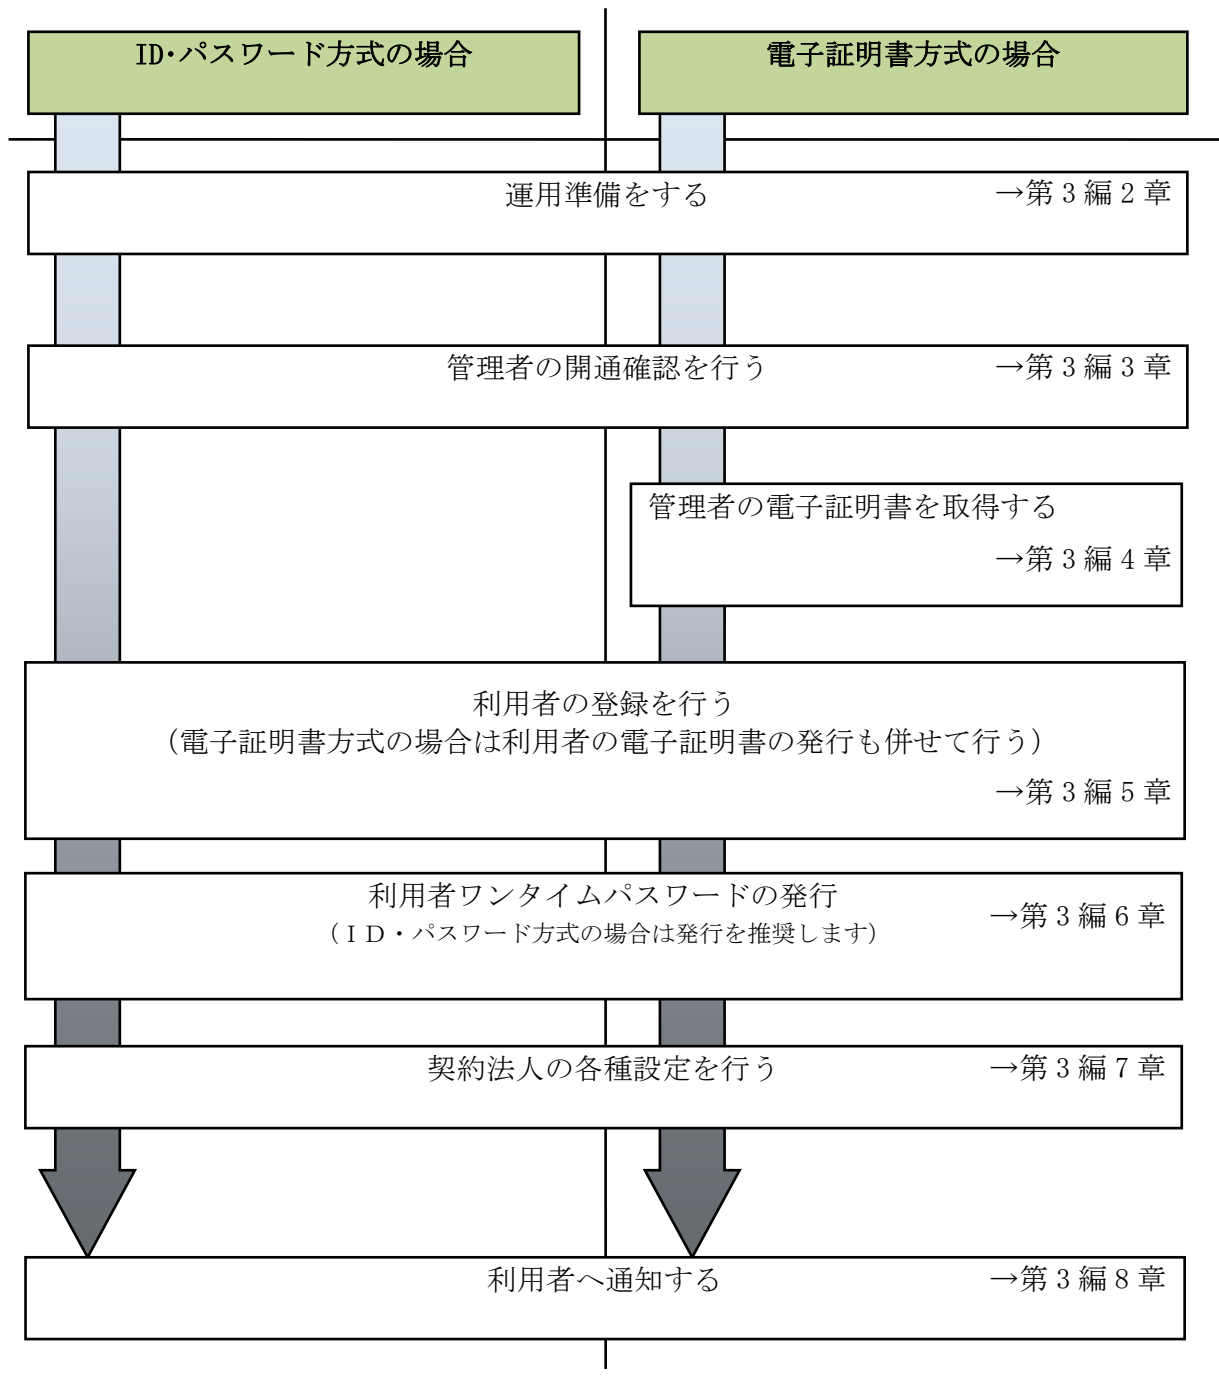 ID･パスワード方式の場合
電子証明書方式の場合
運用準備をする →第３編２章
管理者の開通確認を行う →第３編３章
管理者の電子証明書を取得する
→第３編４章
利用者の登録を行う
（電子証明書方式の場合は利用者の電子証明書の発行も併せて行う）
→第３編５章
利用者ワンタイムパスワードの発行
→第３編６章
（ＩＤ・パスワード方式の場合は発行を推奨します）
契約法人の各種設定を行う →第３編７章
利用者へ通知する →第３編８章